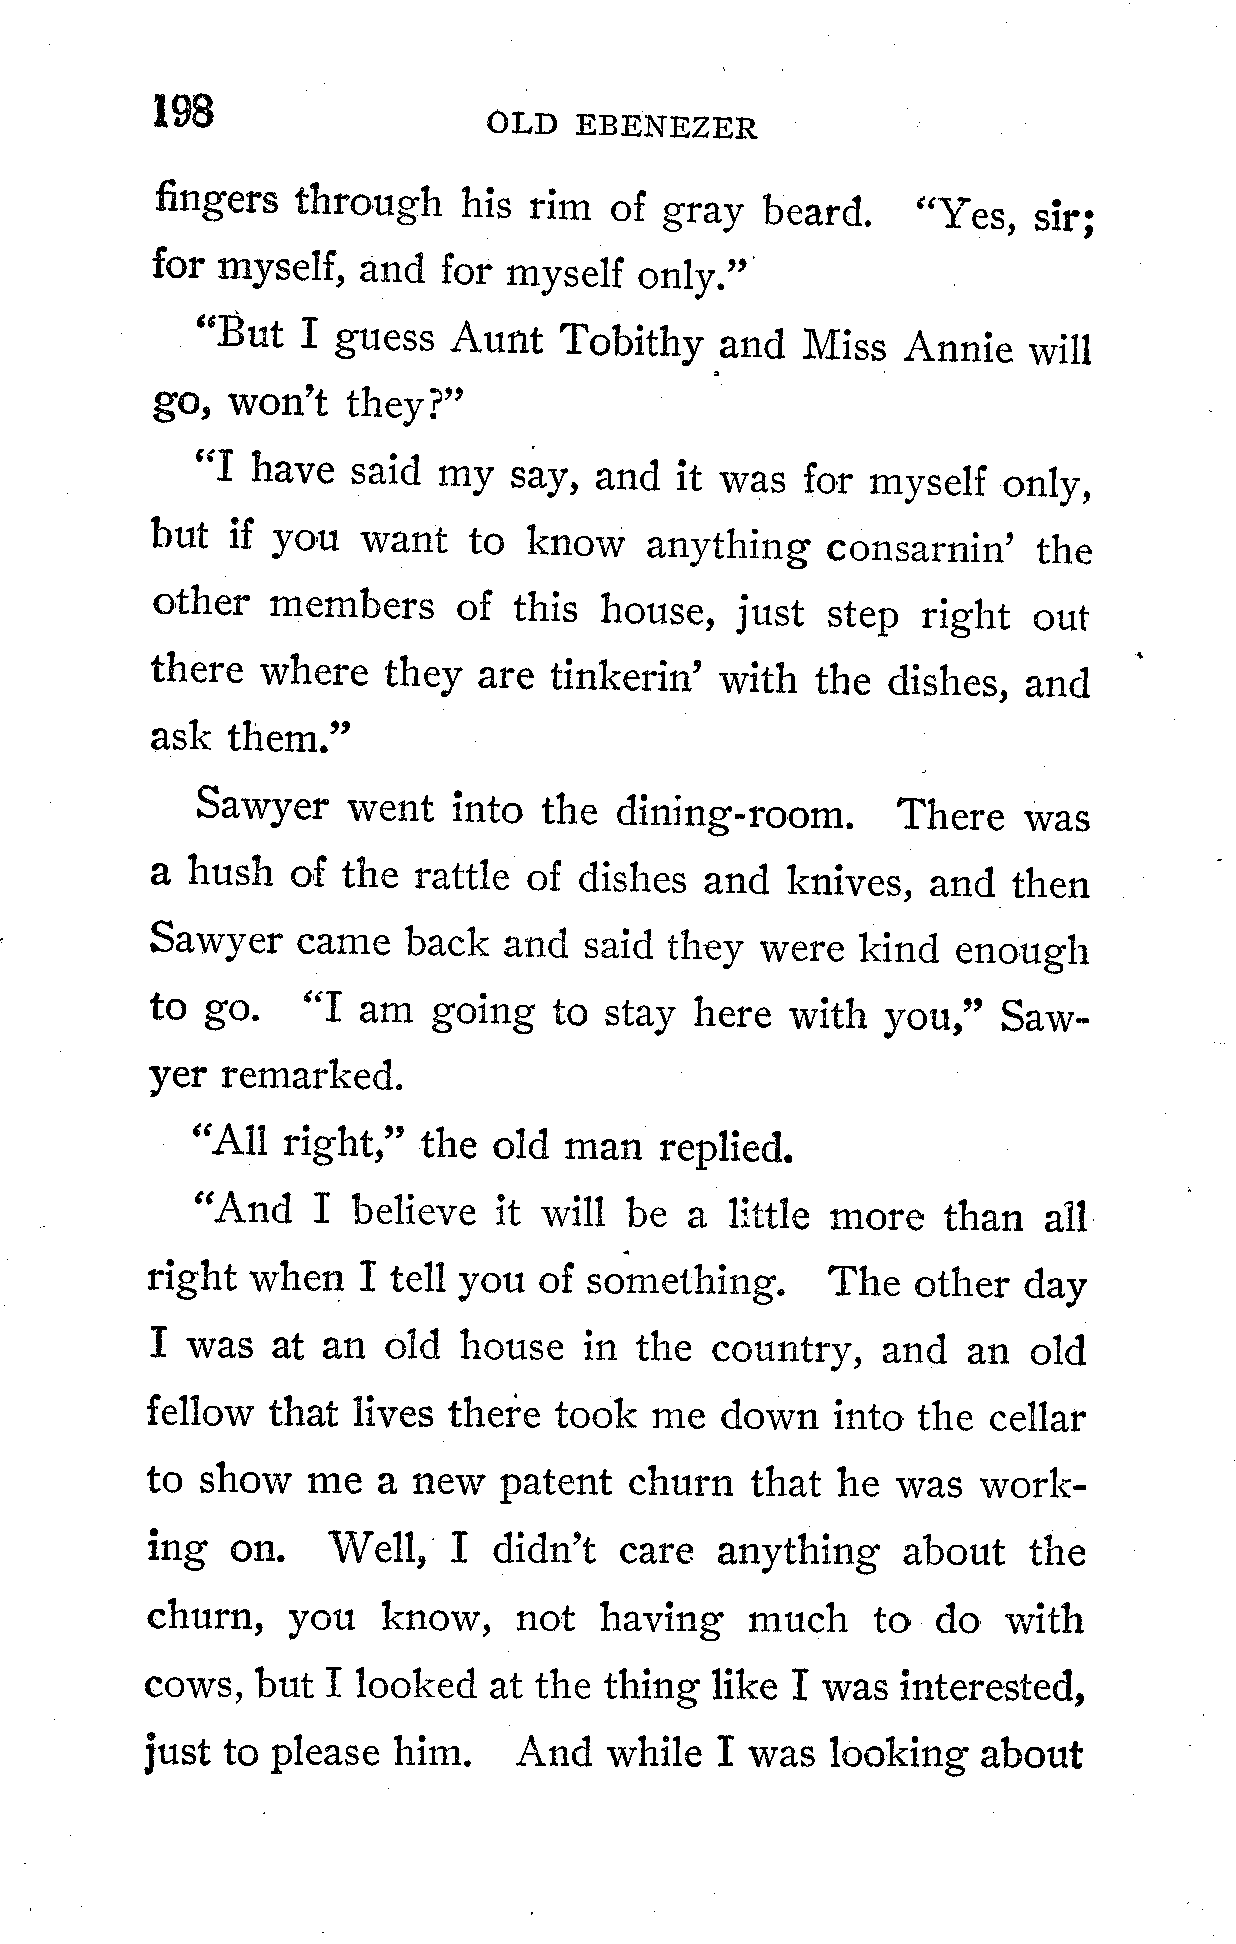 198
OLD EBENEZER
fingers through his rim of gray beard. “Yes, sir;
for myself, and for myself only.”
“But I guess Aunt Tobithy and Miss Annie will
go, won’t they?”
“I have said my say, and it was for myself only,
but if you want to know anything consarnin’ the
other members of this house, just step right out
there where they are tinkerin’ with the dishes, and
ask them.”
Sawyer went into the dining-room. There was
a hush of the rattle of dishes and knives, and then
Sawyer came back and said they were kind enough
to go. “I am going to stay here with you,” Saw-
yer remarked.
“All right,” the old man replied.
“And I believe it will be a little more than all
right when I tell you of something. The other day
I was at an old house in the country, and an old
fellow that lives there took me down into the cellar
to show me a new patent churn that he was work-
ing on. Well, I didn’t care anything about the
churn, you know, not having much to do with
cows, but I looked at the thing like I was interested,
just to please him. And while I was looking about